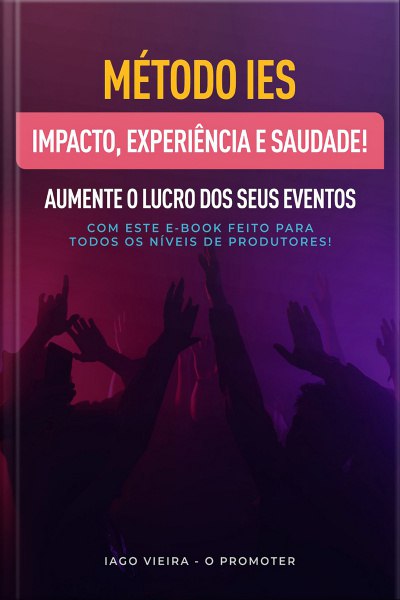 MÉTODO IES
IMPACTO, EXPERIÊNCIA E SAUDADE!
AUMENTE O LUCRO DOS SEUS EVENTOS
COM ESTE E-BOOK FEITO PARA
TODOS OS NÍVEIS DE PRODUTORES!
IAGO VIEIRA - O PROMOTER